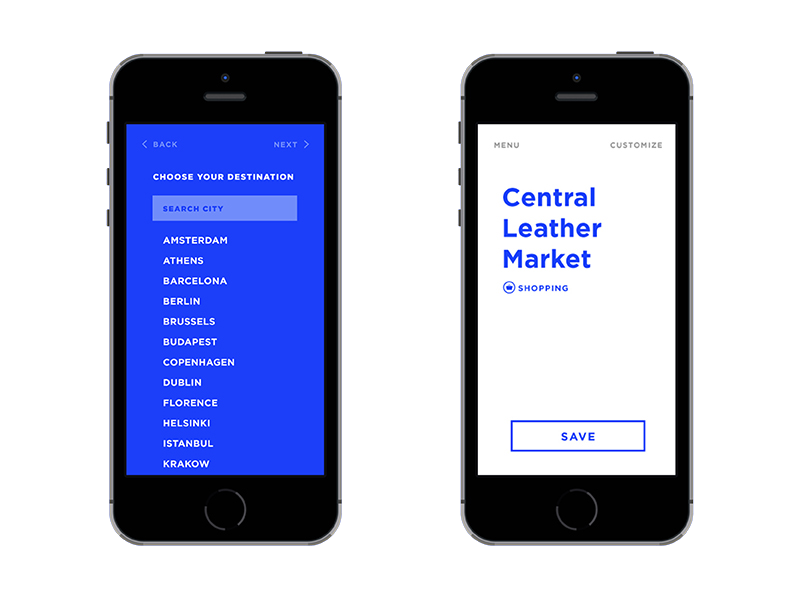 BACK
NEXT
CHOOSE YOUR DESTINATION
SEARCH CITY
AMSTERDAM
ATHENS
BARCELONA
BERLIN
BRUSSELS
BUDAPEST
COPENHAGEN
DUBLIN
FLORENCE
HELSINKI
ISTANBUL
KRAKOW
MENU
CUSTOMIZE
Central
Leather
Market
SHOPPING
SAVE